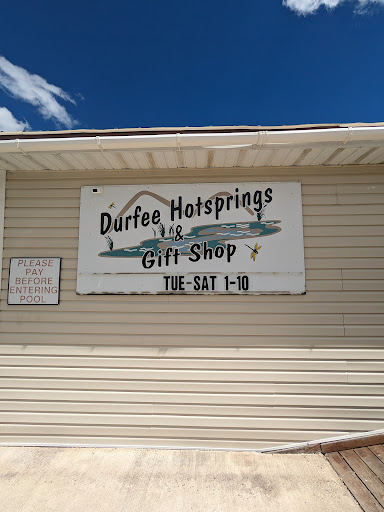 Durfee Hotsprings
&
Gift Shop
TUE-SAT 1-10
PLEASE
PAY
BEFORE
ENTERING
POOL